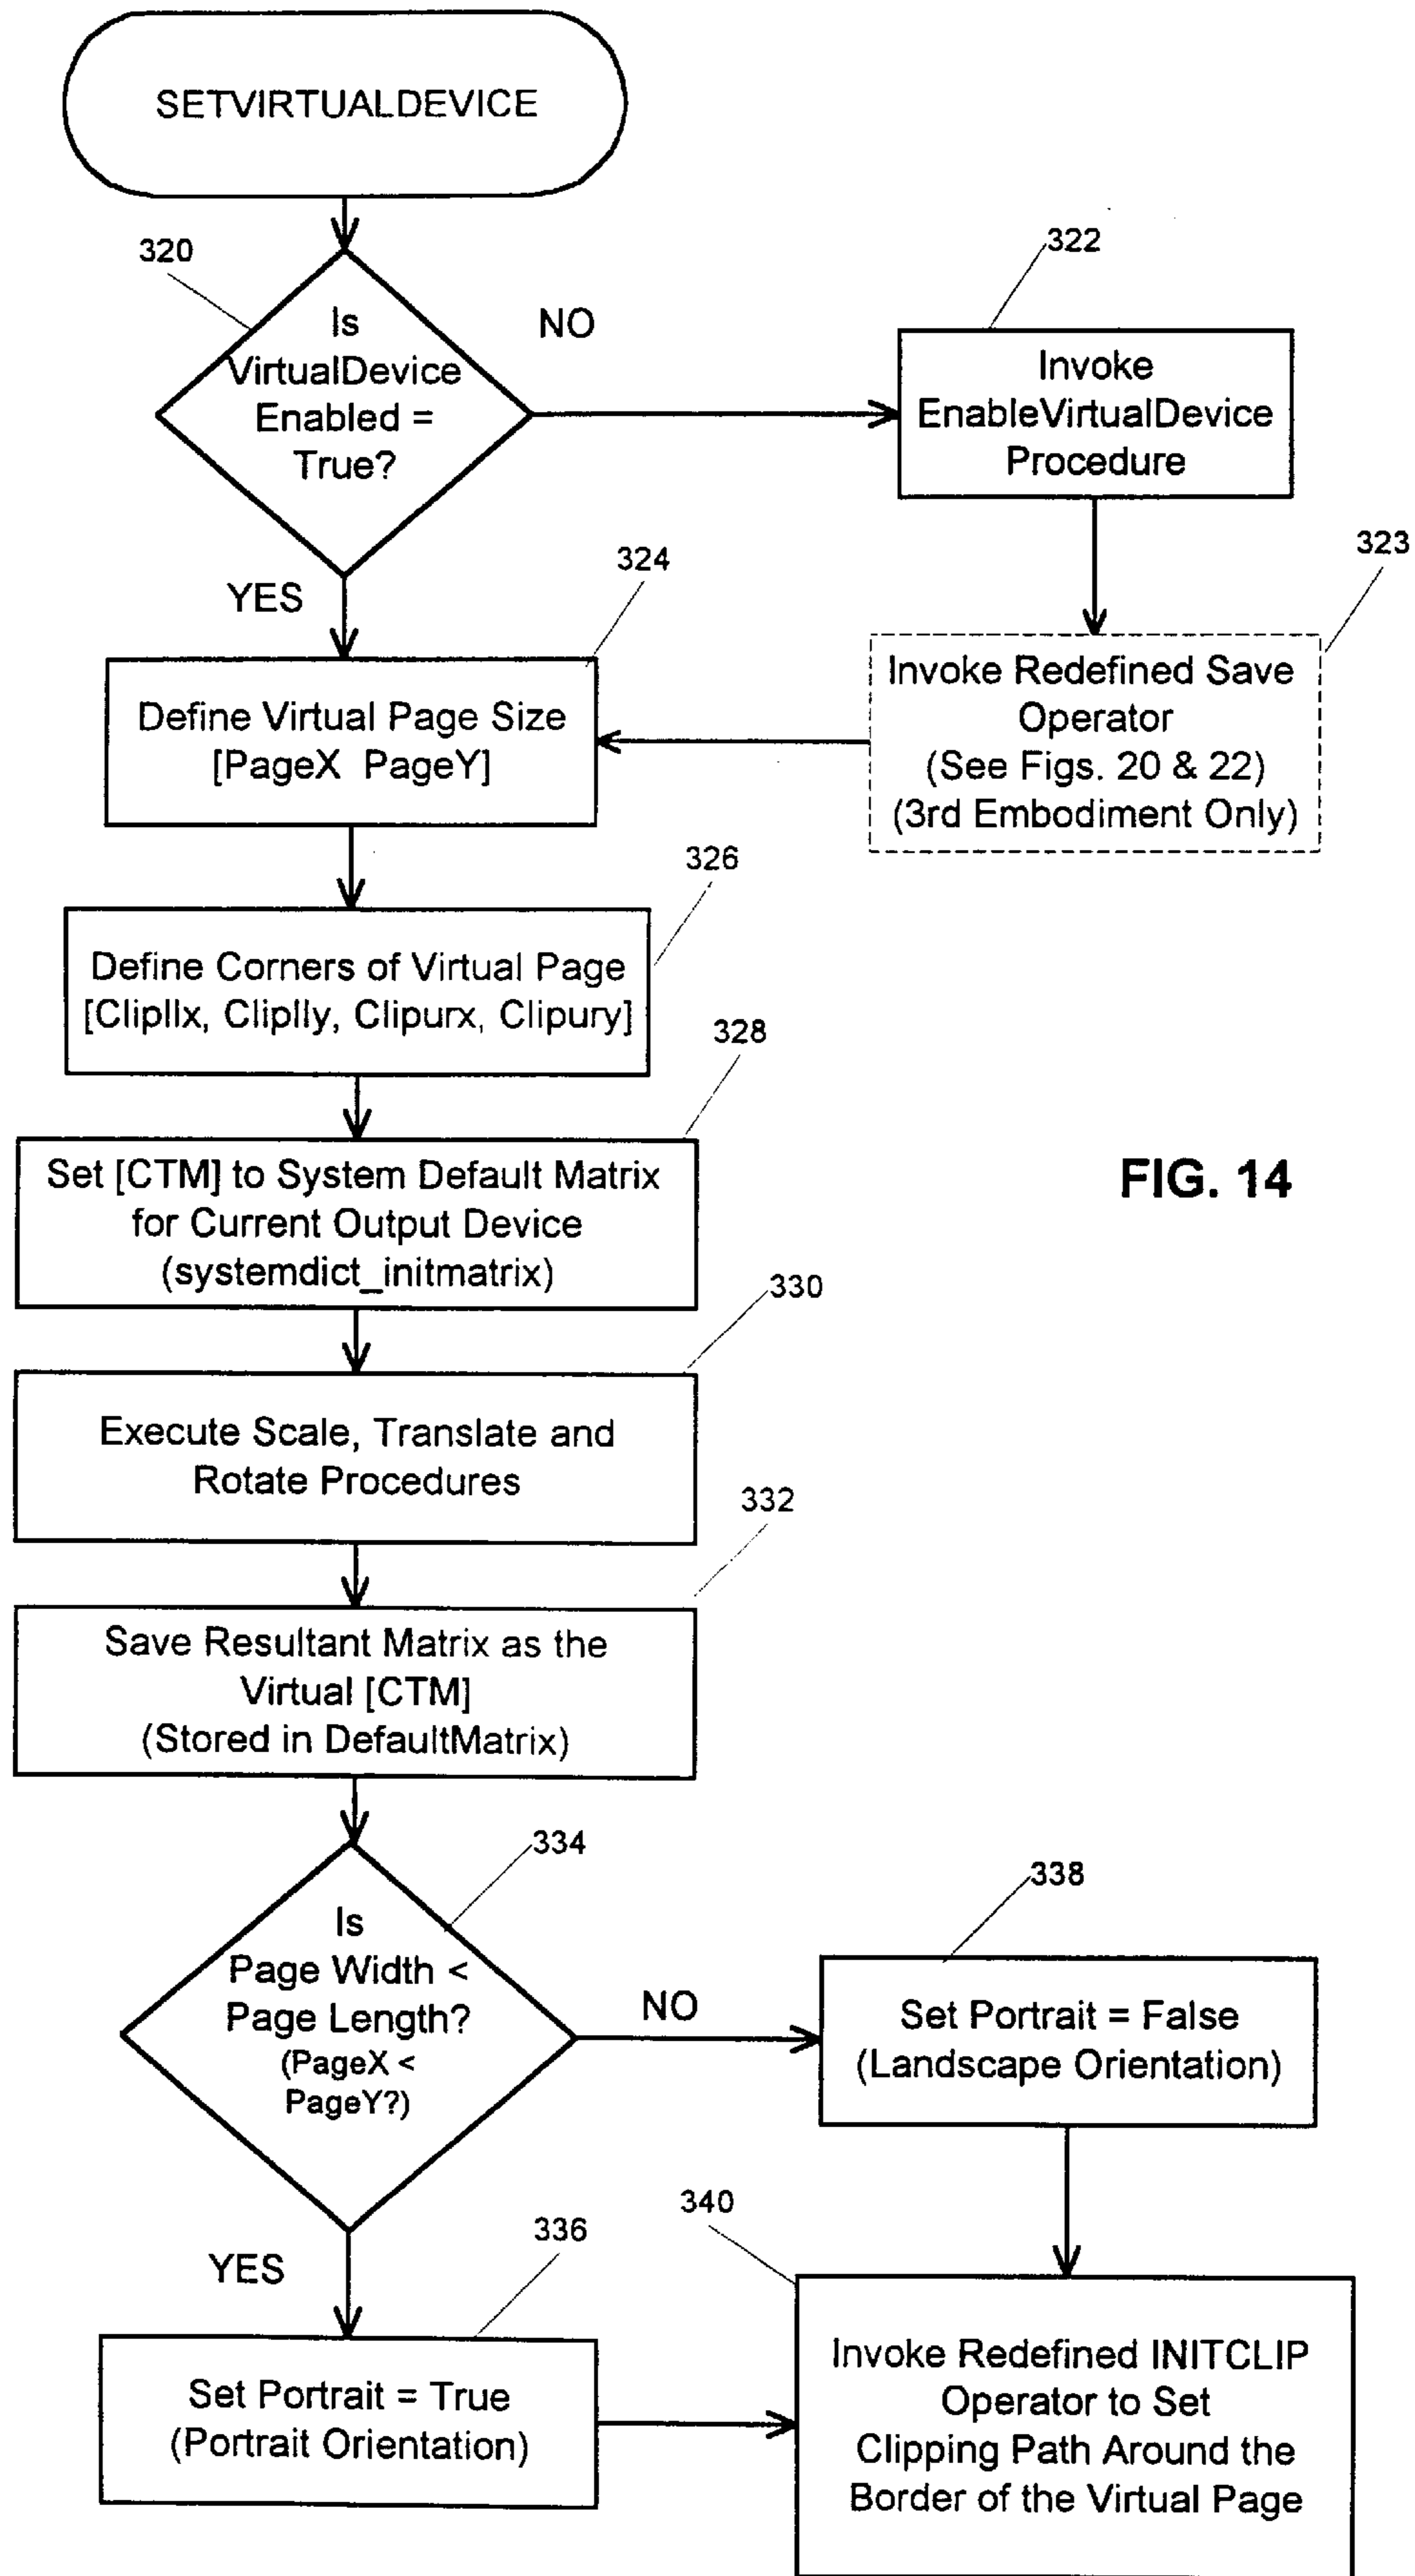 SETVIRTUALDEVICE
320
Is
VirtualDevice
Enabled =
True?
NO
322
Invoke
EnableVirtualDevice
Procedure
323
Invoke Redefined Save
Operator
(See Figs. 20 & 22)
(3rd Embodiment Only)
YES
324
Define Virtual Page Size
[PageX PageY]
326
Define Corners of Virtual Page
[Clipllx, Cliplly, Clipurx, Clipury]
328
Set [CTM] to System Default Matrix
for Current Output Device
(systemdict_initmatrix)
FIG. 14
330
Execute Scale, Translate and
Rotate Procedures
332
Save Resultant Matrix as the
Virtual [CTM]
(Stored in DefaultMatrix)
334
Is
Page Width <
Page Length?
(PageX <
PageY?)
NO
338
Set Portrait = False
(Landscape Orientation)
YES
336
Set Portrait = True
(Portrait Orientation)
340
Invoke Redefined INITCLIP
Operator to Set
Clipping Path Around the
Border of the Virtual Page